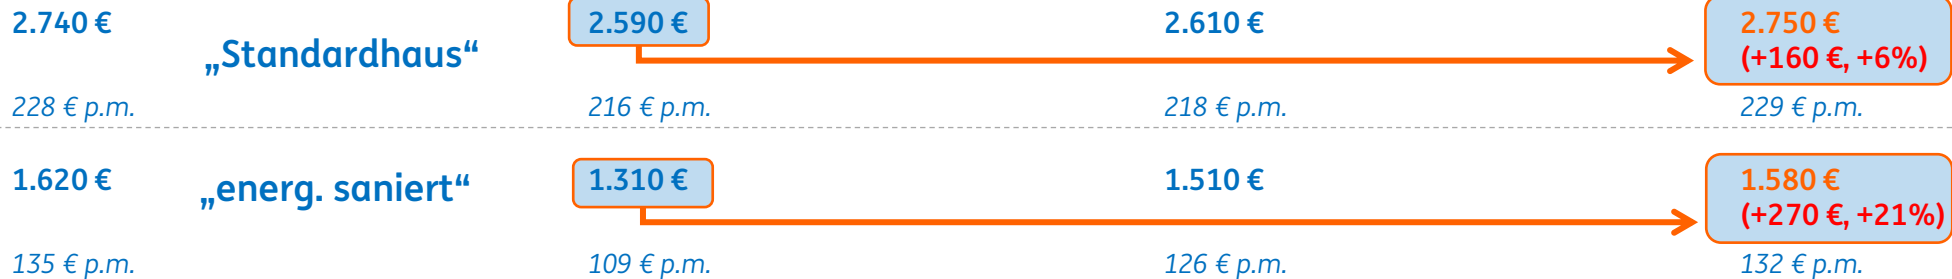 2.740 €
„Standardhaus“
2.590 €
2.610 €
2.750 €
(+160 €, +6%)
228 € p.m.
216 € p.m.
218 € p.m.
229 € p.m.
1.620 €
„energ. saniert“
1.310 €
1.510 €
1.580 €
(+270 €, +21%)
135 € p.m.
109 € p.m.
126 € p.m.
132 € p.m.